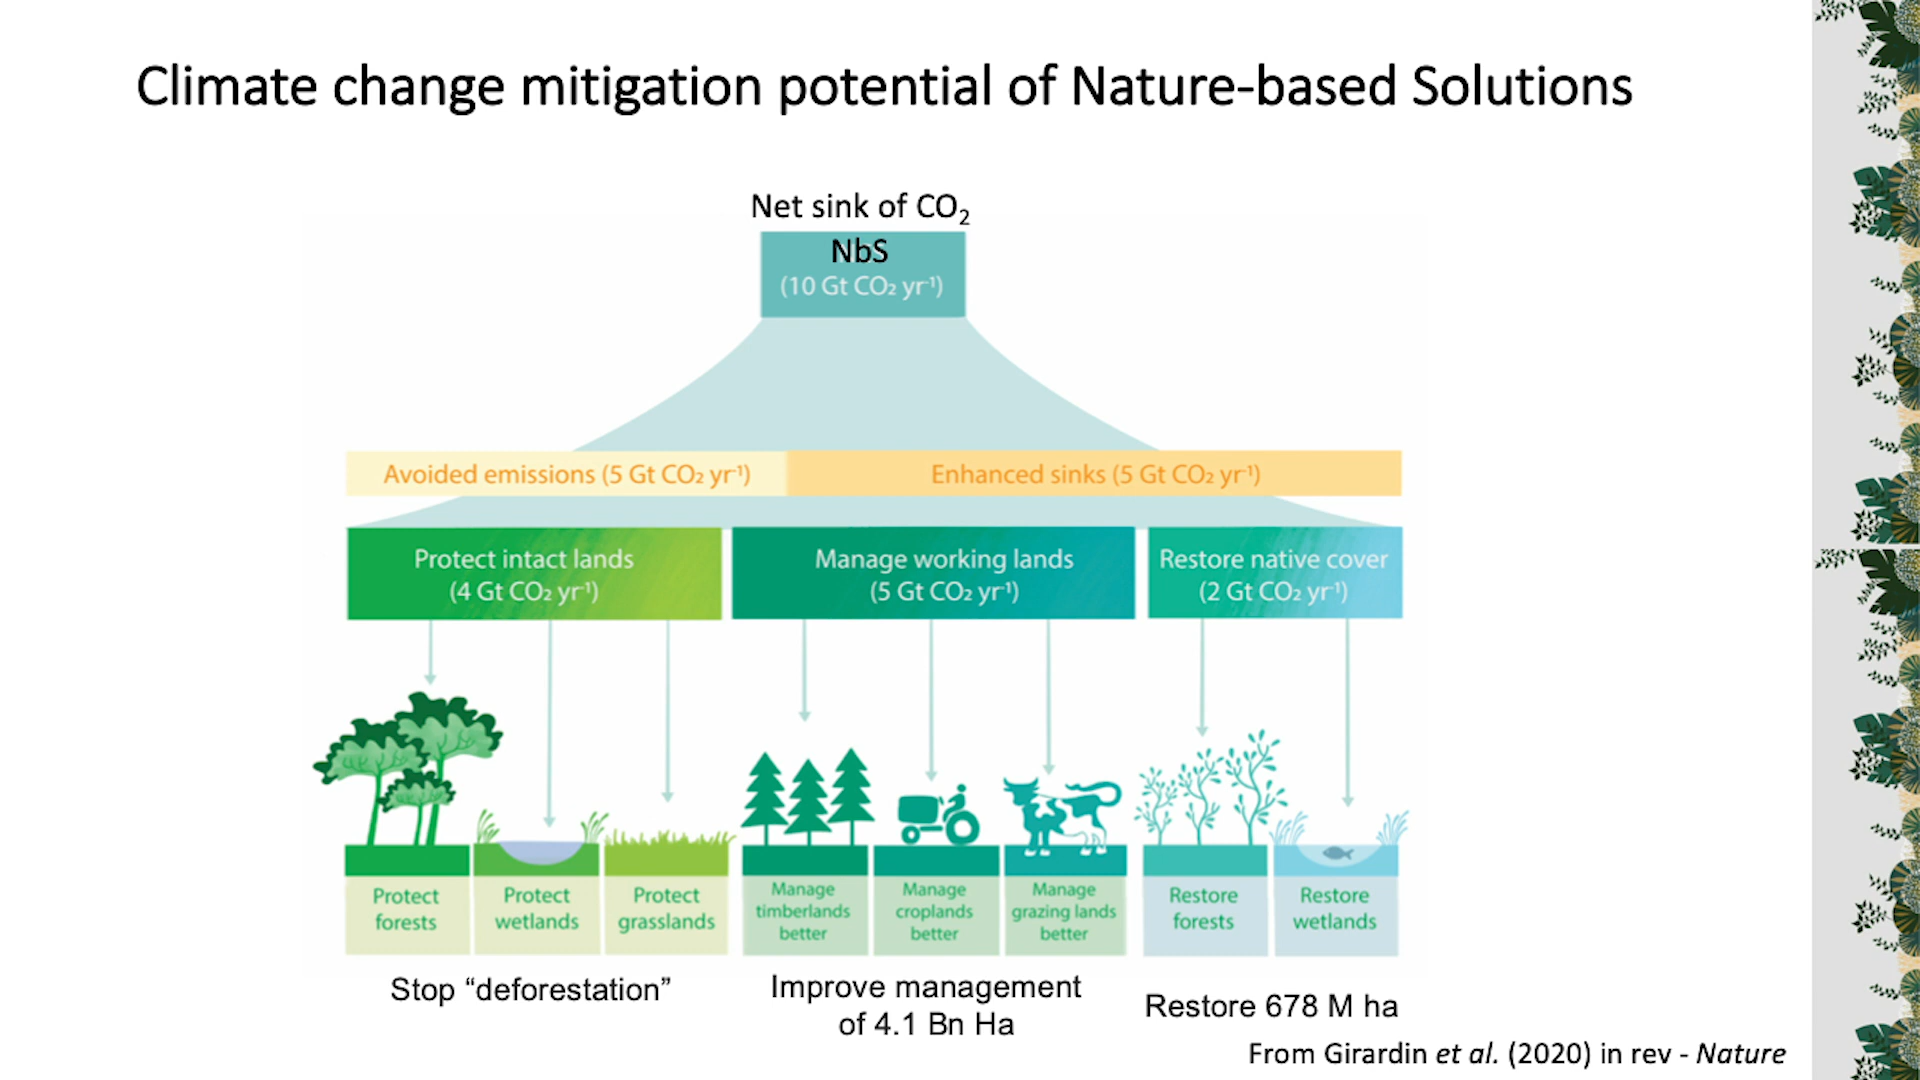 Climate change mitigation potential of Nature-based Solutions
Net sink of CO₂
NbS
(10 Gt CO₂ yr⁻¹)
Avoided emissions (5 Gt CO₂ yr⁻¹)
Enhanced sinks (5 Gt CO₂ yr⁻¹)
Protect intact lands
(4 Gt CO₂ yr⁻¹)
Manage working lands
(5 Gt CO₂ yr⁻¹)
Restore native cover
(2 Gt CO₂ yr⁻¹)
Protect
forests
Protect
wetlands
Protect
grasslands
Manage
timberlands
better
Manage
croplands
better
Manage
grazing lands
better
Restore
forests
Restore
wetlands
Stop “deforestation”
Improve management
of 4.1 Bn Ha
Restore 678 M ha
From Girardin et al. (2020) in rev - Nature